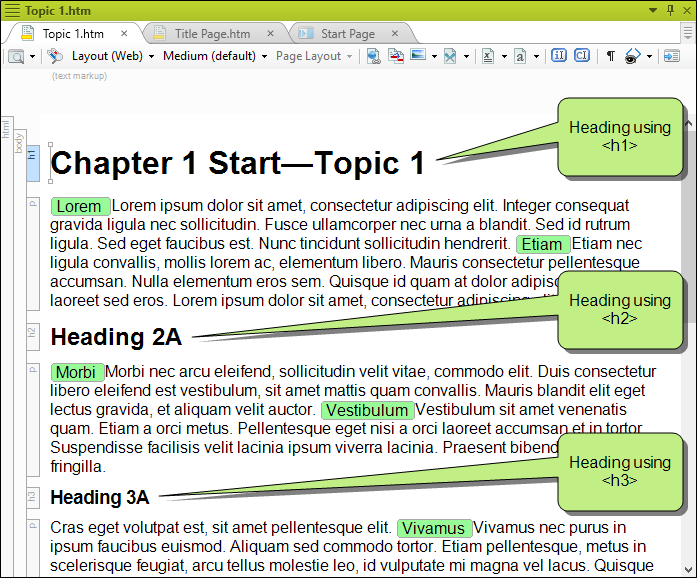 Topic 1.htm
Topic 1.htm Title Page.htm Start Page
Layout (Web) Medium (default) Page Layout
(text markup)
html
body
h1
Chapter 1 Start—Topic 1
Heading using
<h1>
p
Lorem Lorem ipsum dolor sit amet, consectetur adipiscing elit. Integer consequat
gravida ligula nec sollicitudin. Fusce ullamcorper nec urna a blandit. Sed id rutrum
ligula. Sed eget faucibus est. Nunc tincidunt sollicitudin hendrerit. Etiam Etiam nec
ligula convallis, mollis lorem ac, elementum libero. Mauris consectetur pellentesque
accumsan. Nulla elementum eros sem. Quisque id quam at dolor adipisc
laoreet sed eros. Lorem ipsum dolor sit amet, consectetur adipiscing
Heading using
<h2>
h2
Heading 2A
p
Morbi Morbi nec arcu eleifend, sollicitudin velit vitae, commodo elit. Duis consectetur
libero eleifend est vestibulum, sit amet mattis quam convallis. Mauris blandit elit eget
lectus gravida, et aliquam velit auctor. Vestibulum Vestibulum sit amet venenatis
quam. Etiam a orci metus. Pellentesque eget nisi a orci laoreet accumsan et in tortor.
Suspendisse facilisis velit lacinia ipsum viverra lacinia. Praesent bibend
fringilla.
Heading using
<h3>
h3
Heading 3A
p
Cras eget volutpat est, sit amet pellentesque elit. Vivamus Vivamus nec purus in
ipsum faucibus euismod. Aliquam sed commodo tortor. Etiam pellentesque, metus in
scelerisque feugiat, arcu tellus molestie leo, id vulputate mi magna vel lacus. Quisque